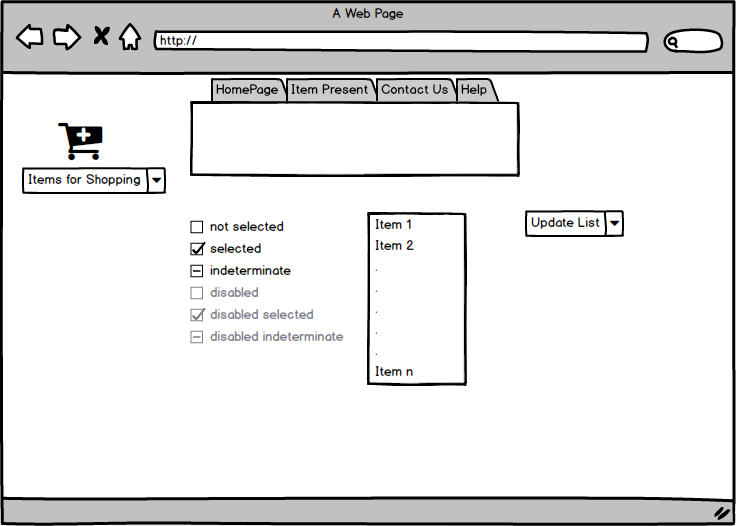 A Web Page
http://
HomePage
Item Present
Contact Us
Help
Items for Shopping
not selected
selected
indeterminate
disabled
disabled selected
disabled indeterminate
Item 1
Item 2
.
.
.
.
.
Item n
Update List